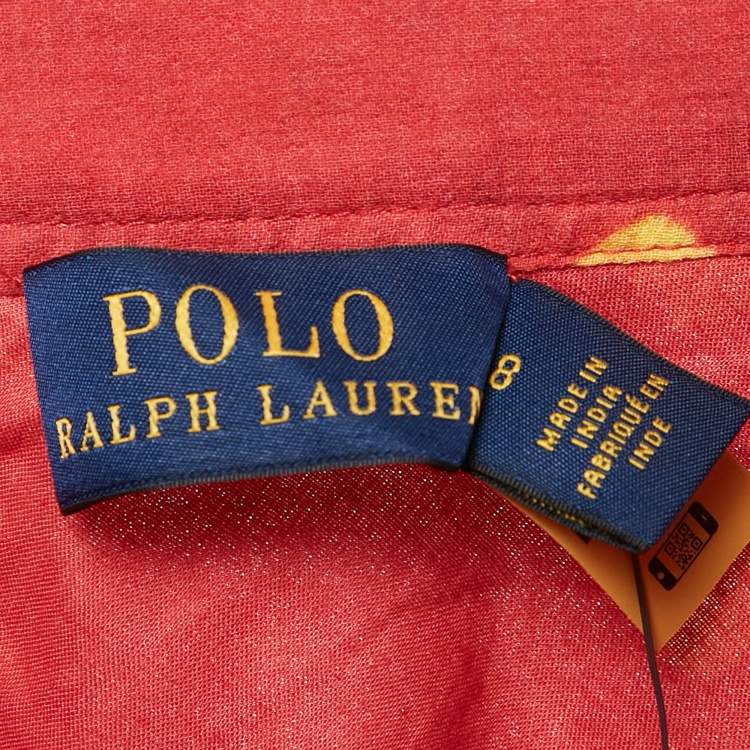 POLO
RALPH LAUREN
8
MADE IN
INDIA
FABRIQUÉ EN
INDE